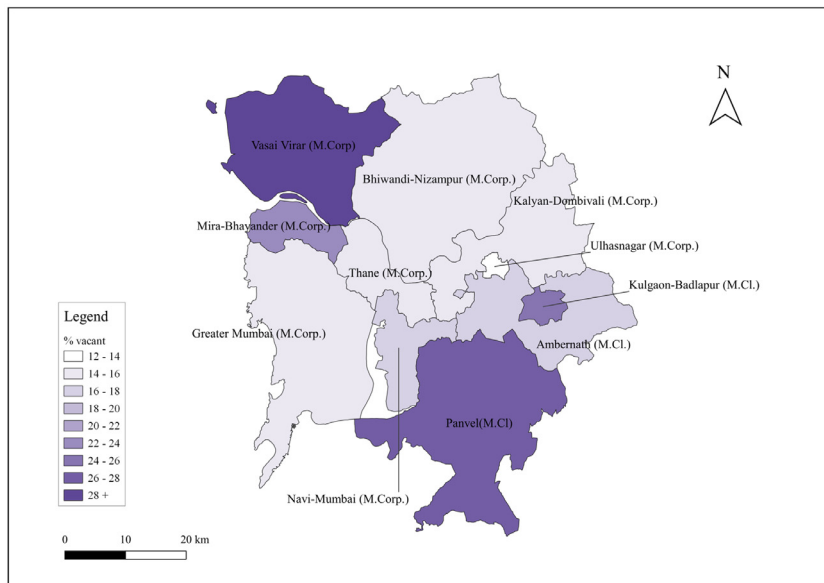 N
Vasai Virar (M.Corp)
Bhiwandi-Nizampur (M.Corp.)
Kalyan-Dombivali (M.Corp.)
Mira-Bhayander (M.Corp.)
Ulhasnagar (M.Corp.)
Thane (M.Corp.)
Kulgaon-Badlapur (M.Cl.)
Greater Mumbai (M.Corp.)
Ambernath (M.Cl.)
Panvel(M.Cl)
Navi-Mumbai (M.Corp.)
Legend
% vacant
12 - 14
14 - 16
16 - 18
18 - 20
20 - 22
22 - 24
24 - 26
26 - 28
28 +
0 10 20 km